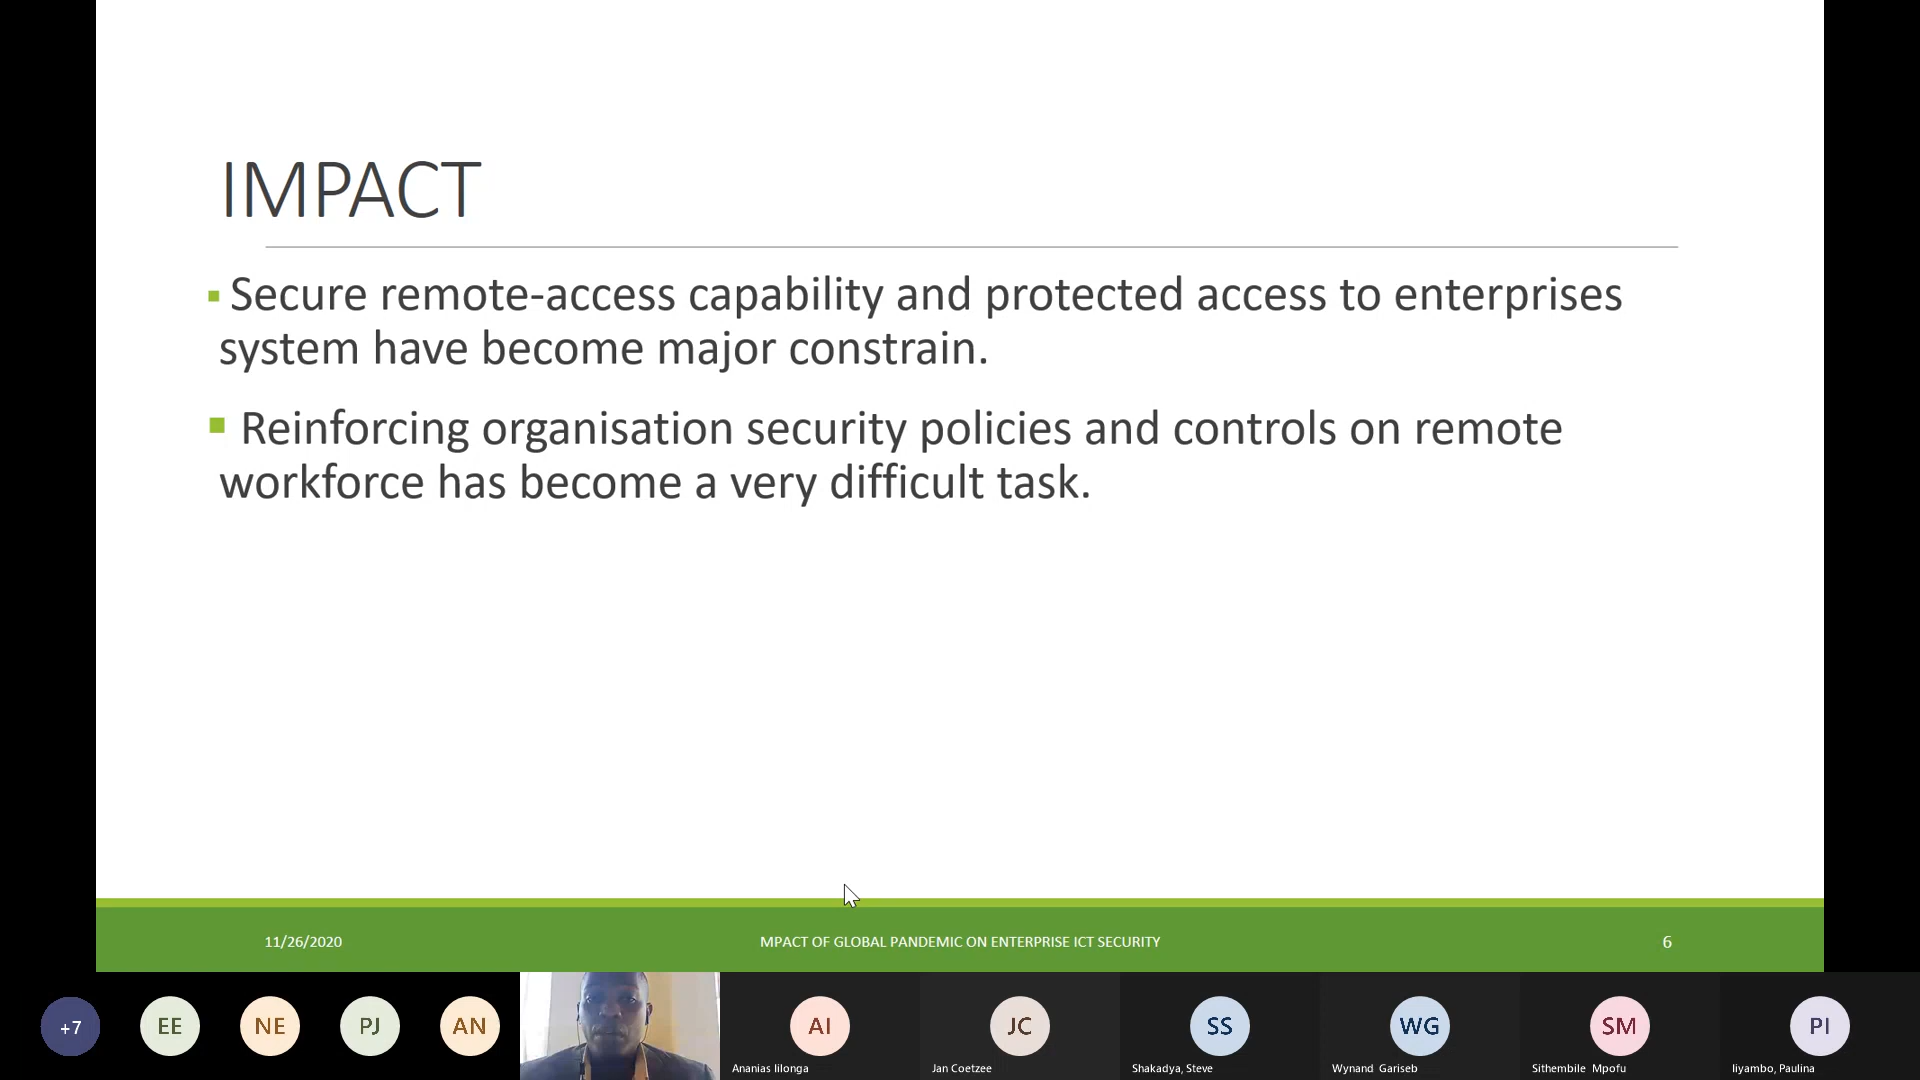 IMPACT
Secure remote-access capability and protected access to enterprises
system have become major constrain.
Reinforcing organisation security policies and controls on remote
workforce has become a very difficult task.
11/26/2020
MPACT OF GLOBAL PANDEMIC ON ENTERPRISE ICT SECURITY
6
+7
EE
NE
PJ
AN
AI
JC
SS
WG
SM
PI
Ananias Iilonga
Jan Coetzee
Shakadya, Steve
Wynand Gariseb
Sithembile Mpofu
Iiyambo, Paulina